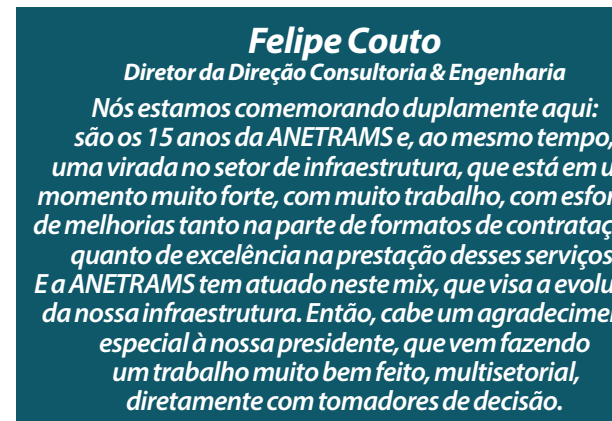 Felipe Couto
Diretor da Direção Consultoria & Engenharia
Nós estamos comemorando duplamente aqui:
são os 15 anos da ANETRAMS e, ao mesmo tempo,
uma virada no setor de infraestrutura, que está em u
momento muito forte, com muito trabalho, com esfor
de melhorias tanto na parte de formatos de contrataç
quanto de excelência na prestação desses serviços
E a ANETRAMS tem atuado neste mix, que visa a evolu
da nossa infraestrutura. Então, cabe um agradecime
especial à nossa presidente, que vem fazendo
um trabalho muito bem feito, multisetorial,
diretamente com tomadores de decisão.